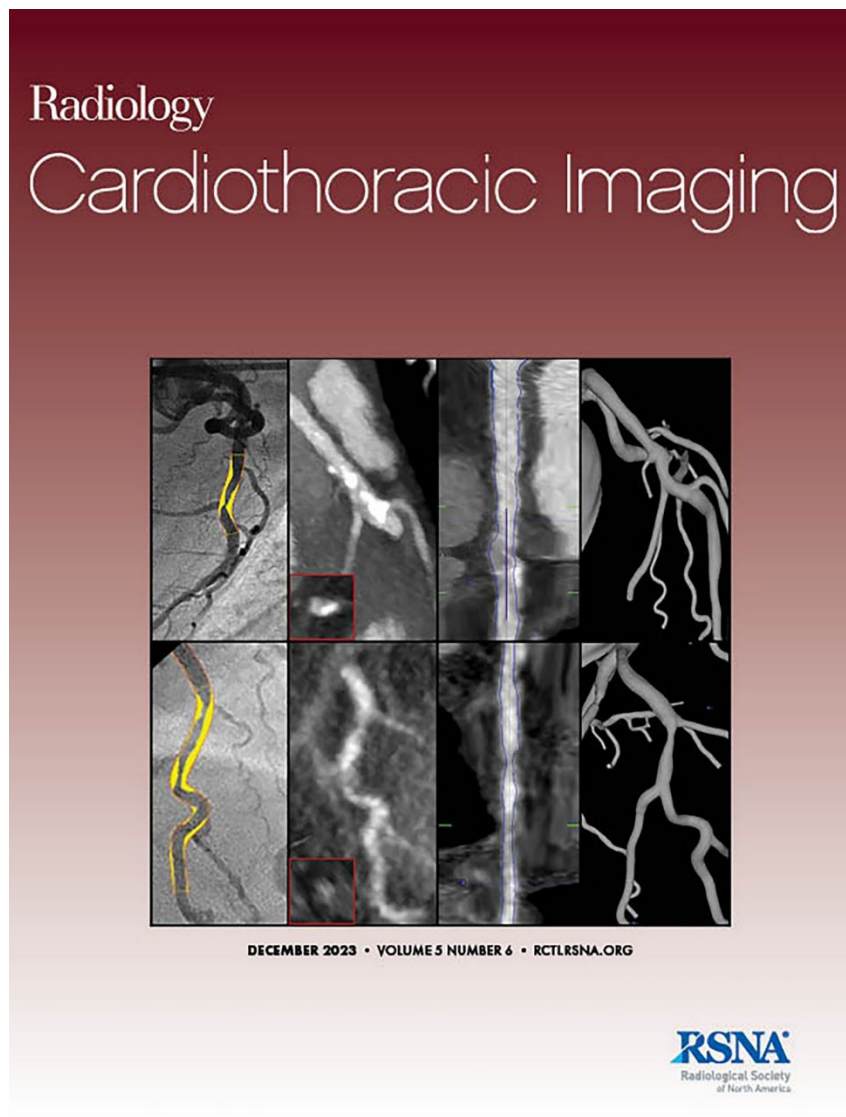 Radiology
Cardiothoracic Imaging
DECEMBER 2023 • VOLUME 5 NUMBER 6 • RCTI.RSNA.ORG
RSNA®
Radiological Society
of North America